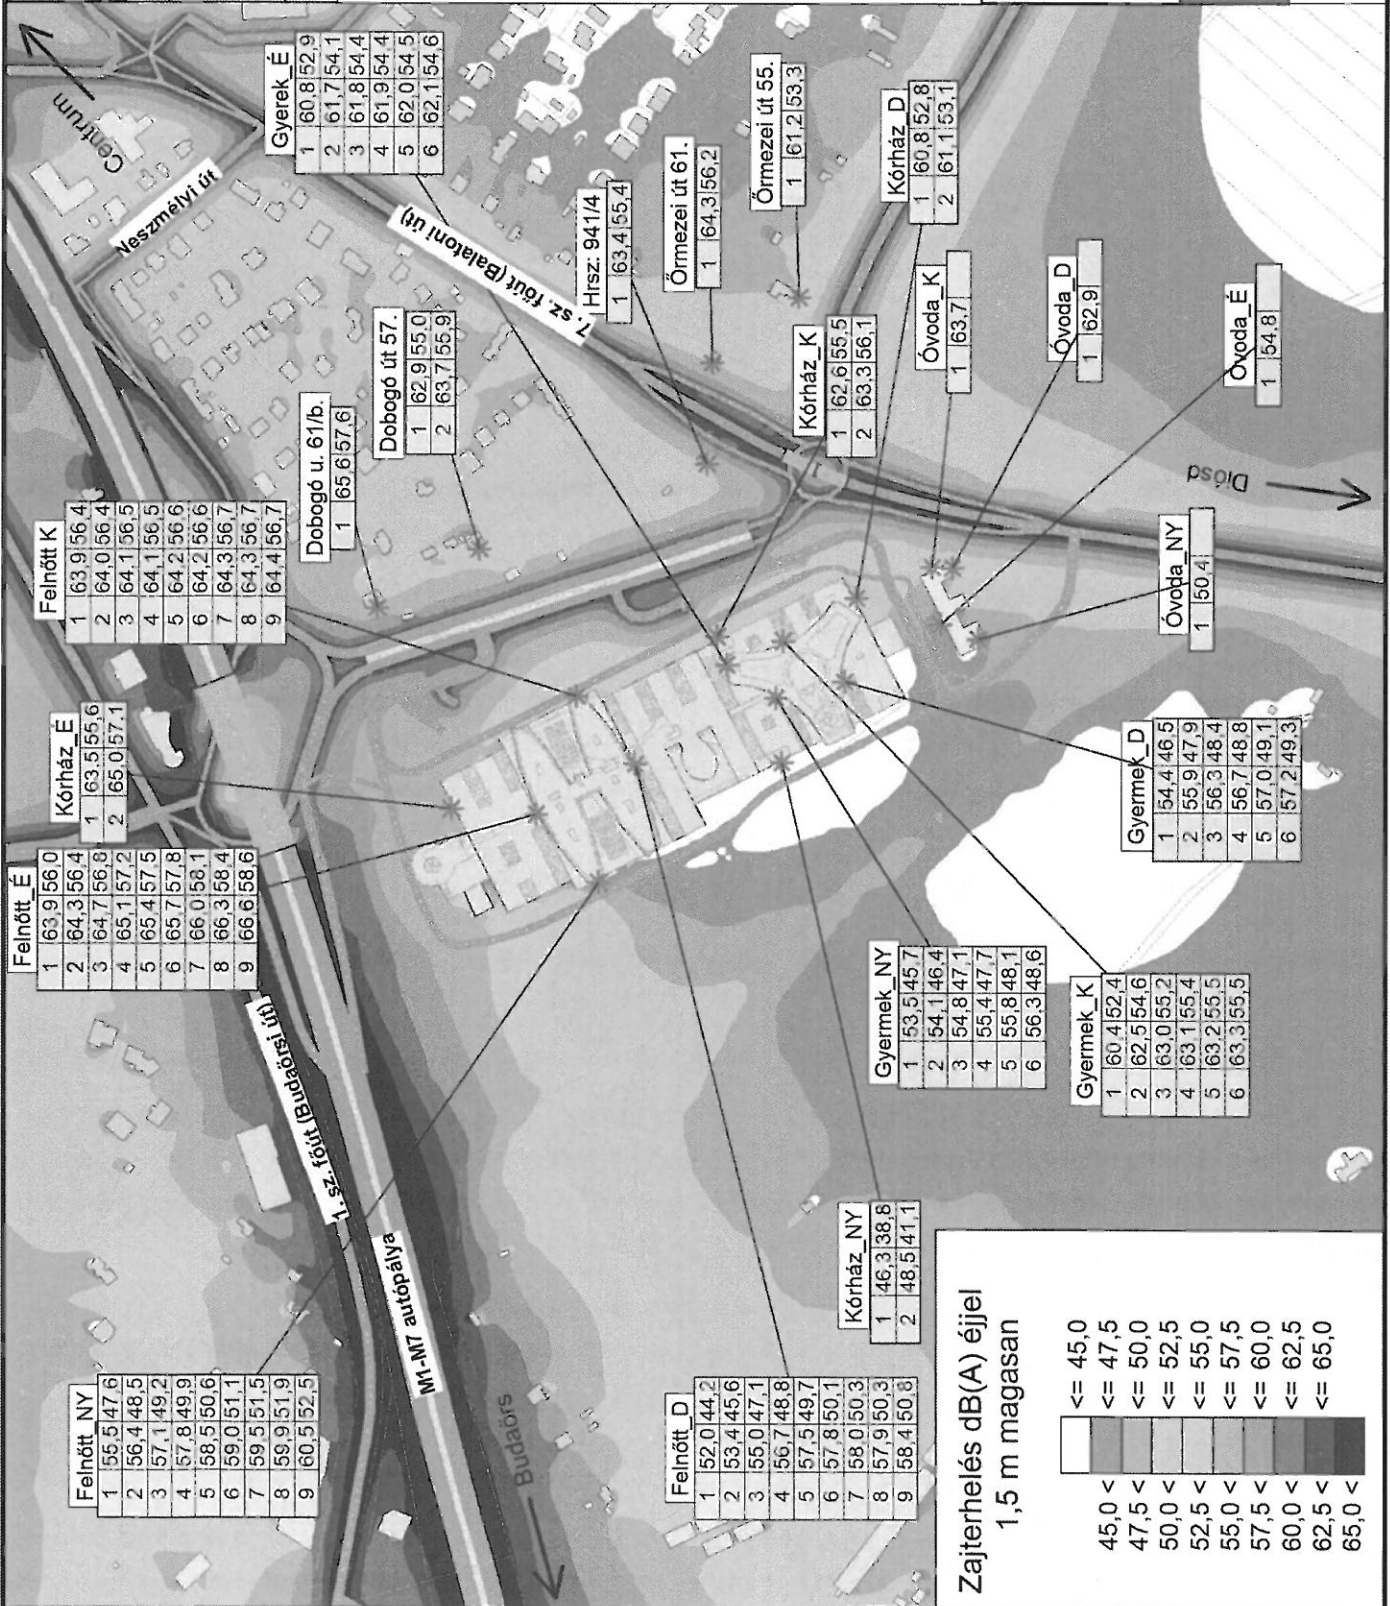 Centrum
Neszmélyi út
Gyerek_É
1 60,8 52,9
2 61,7 54,1
3 61,8 54,4
4 61,9 54,4
5 62,0 54,5
6 62,1 54,6
7. sz. főút (Balatoni út)
Hrsz: 941/4
1 63,4 55,4
Őrmezei út 61.
1 64,3 56,2
Őrmezei út 55.
1 61,2 53,3
Kórház_D
1 60,8 52,8
2 61,1 53,1
Dobogó u. 61/b.
1 65,6 57,6
Dobogó út 57.
1 62,9 55,0
2 63,7 55,9
Kórház_K
1 62,6 55,5
2 63,3 56,1
Óvoda_K
1 63,7
Óvoda_D
1 62,9
Óvoda_É
1 54,8
Diósd
Óvoda_NY
1 50,4
Felnőtt K
1 63,9 56,4
2 64,0 56,4
3 64,1 56,5
4 64,1 56,5
5 64,2 56,6
6 64,2 56,6
7 64,3 56,7
8 64,3 56,7
9 64,4 56,7
Kórház_É
1 63,5 55,6
2 65,0 57,1
Felnőtt_É
1 63,9 56,0
2 64,3 56,4
3 64,7 56,8
4 65,1 57,2
5 65,4 57,5
6 65,7 57,8
7 66,0 58,1
8 66,3 58,4
9 66,6 58,6
Gyermek_D
1 54,4 46,5
2 55,9 47,9
3 56,3 48,4
4 56,7 48,8
5 57,0 49,1
6 57,2 49,3
Gyermek_NY
1 53,5 45,7
2 54,1 46,4
3 54,8 47,1
4 55,4 47,7
5 55,8 48,1
6 56,3 48,6
Gyermek_K
1 60,4 52,4
2 62,5 54,6
3 63,0 55,2
4 63,1 55,4
5 63,2 55,5
6 63,3 55,5
1. sz. főút (Budaörsi út)
M1-M7 autópálya
Budaörs
Felnőtt_NY
1 55,5 47,6
2 56,4 48,5
3 57,1 49,2
4 57,8 49,9
5 58,5 50,6
6 59,0 51,1
7 59,5 51,5
8 59,9 51,9
9 60,5 52,5
Felnőtt_D
1 52,0 44,2
2 53,4 45,6
3 55,0 47,1
4 56,7 48,8
5 57,5 49,7
6 57,8 50,1
7 58,0 50,3
8 57,9 50,3
9 58,4 50,8
Kórház_NY
1 46,3 38,8
2 48,5 41,1
Zajterhelés dB(A) éjjel
1,5 m magasan
<= 45,0
45,0 < <= 47,5
47,5 < <= 50,0
50,0 < <= 52,5
52,5 < <= 55,0
55,0 < <= 57,5
57,5 < <= 60,0
60,0 < <= 62,5
62,5 < <= 65,0
65,0 <